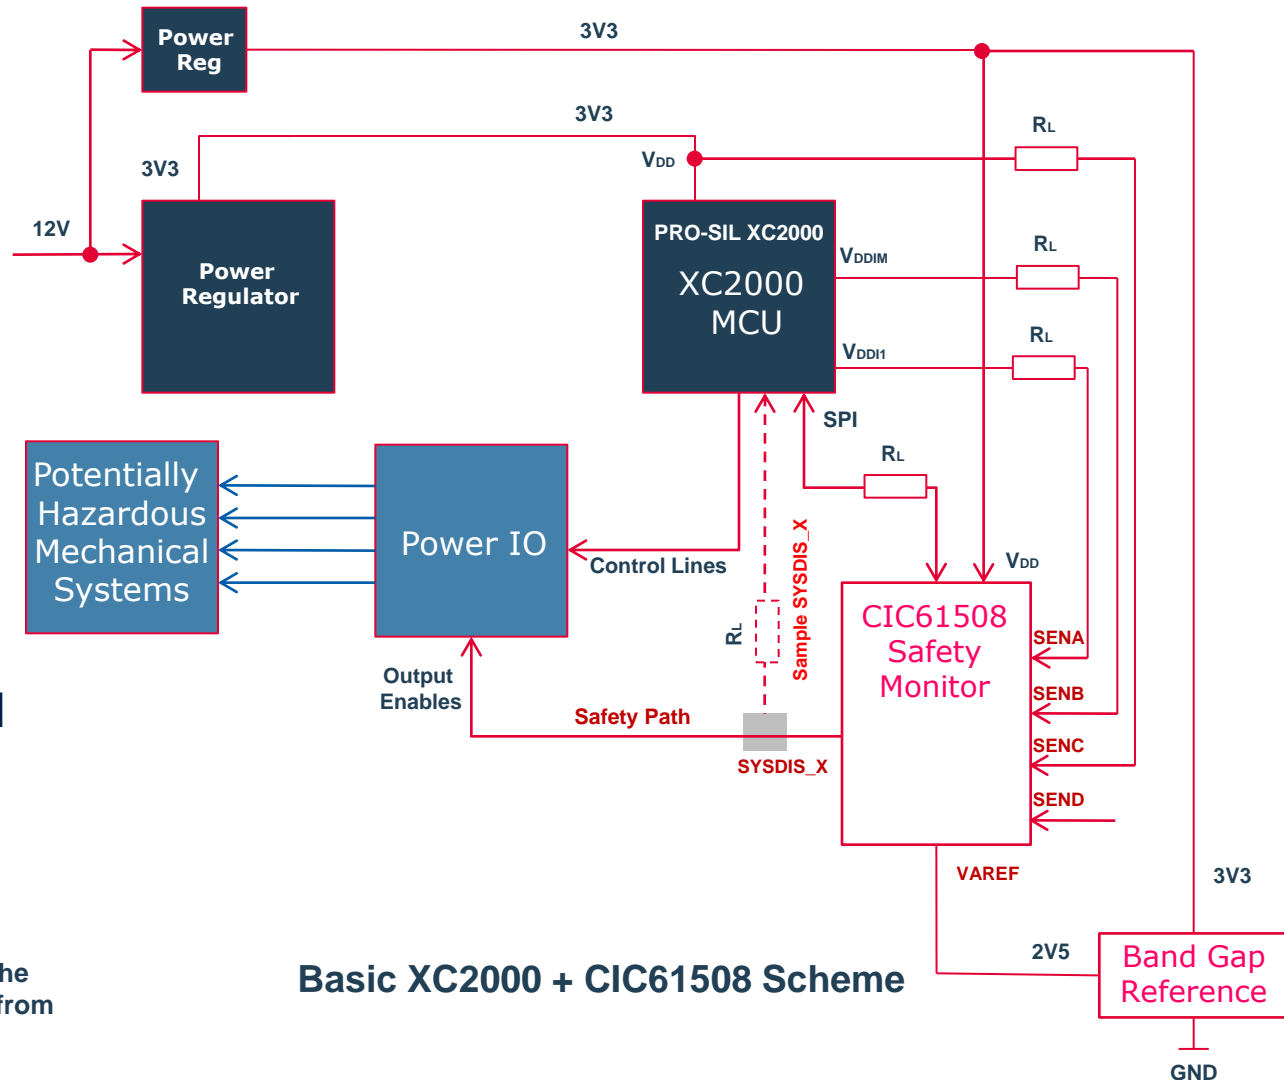 Power
Reg
3V3
3V3
RL
VDD
3V3
12V
Power
Regulator
PRO-SIL XC2000
XC2000
MCU
VDDIM
RL
VDDI1
RL
SPI
RL
Potentially
Hazardous
Mechanical
Systems
Power IO
Control Lines
RL
Sample SYSDIS_X
VDD
CIC61508
Safety
Monitor
SENA
SENB
SENC
SEND
Output
Enables
Safety Path
SYSDIS_X
VAREF
3V3
2V5
Band Gap
Reference
GND
he
from
Basic XC2000 + CIC61508 Scheme